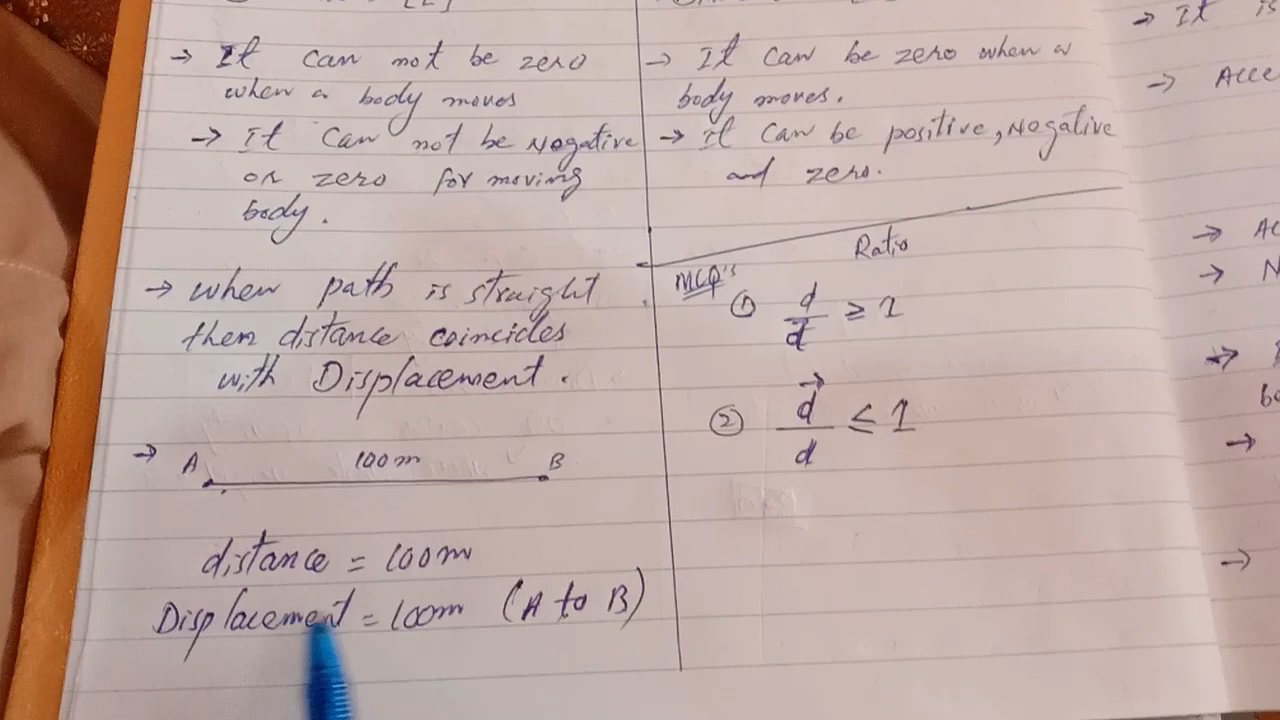 [L]
→ It can not be zero
when a body moves
→ It can not be Negative
or zero for moving
body.
→ when path is straight
then distance coincides
with Displacement.
→ A 100m B
distance = 100m
Displacement = 100m (A to B)
→ It can be zero when a
body moves.
→ It can be positive, Negative
and zero.
Ratio
MCQ's
① d/d⃗ ≥ 1
② d⃗/d ≤ 1
→ It is
→ Acce
→ Ac
→ N
→
be
→
→